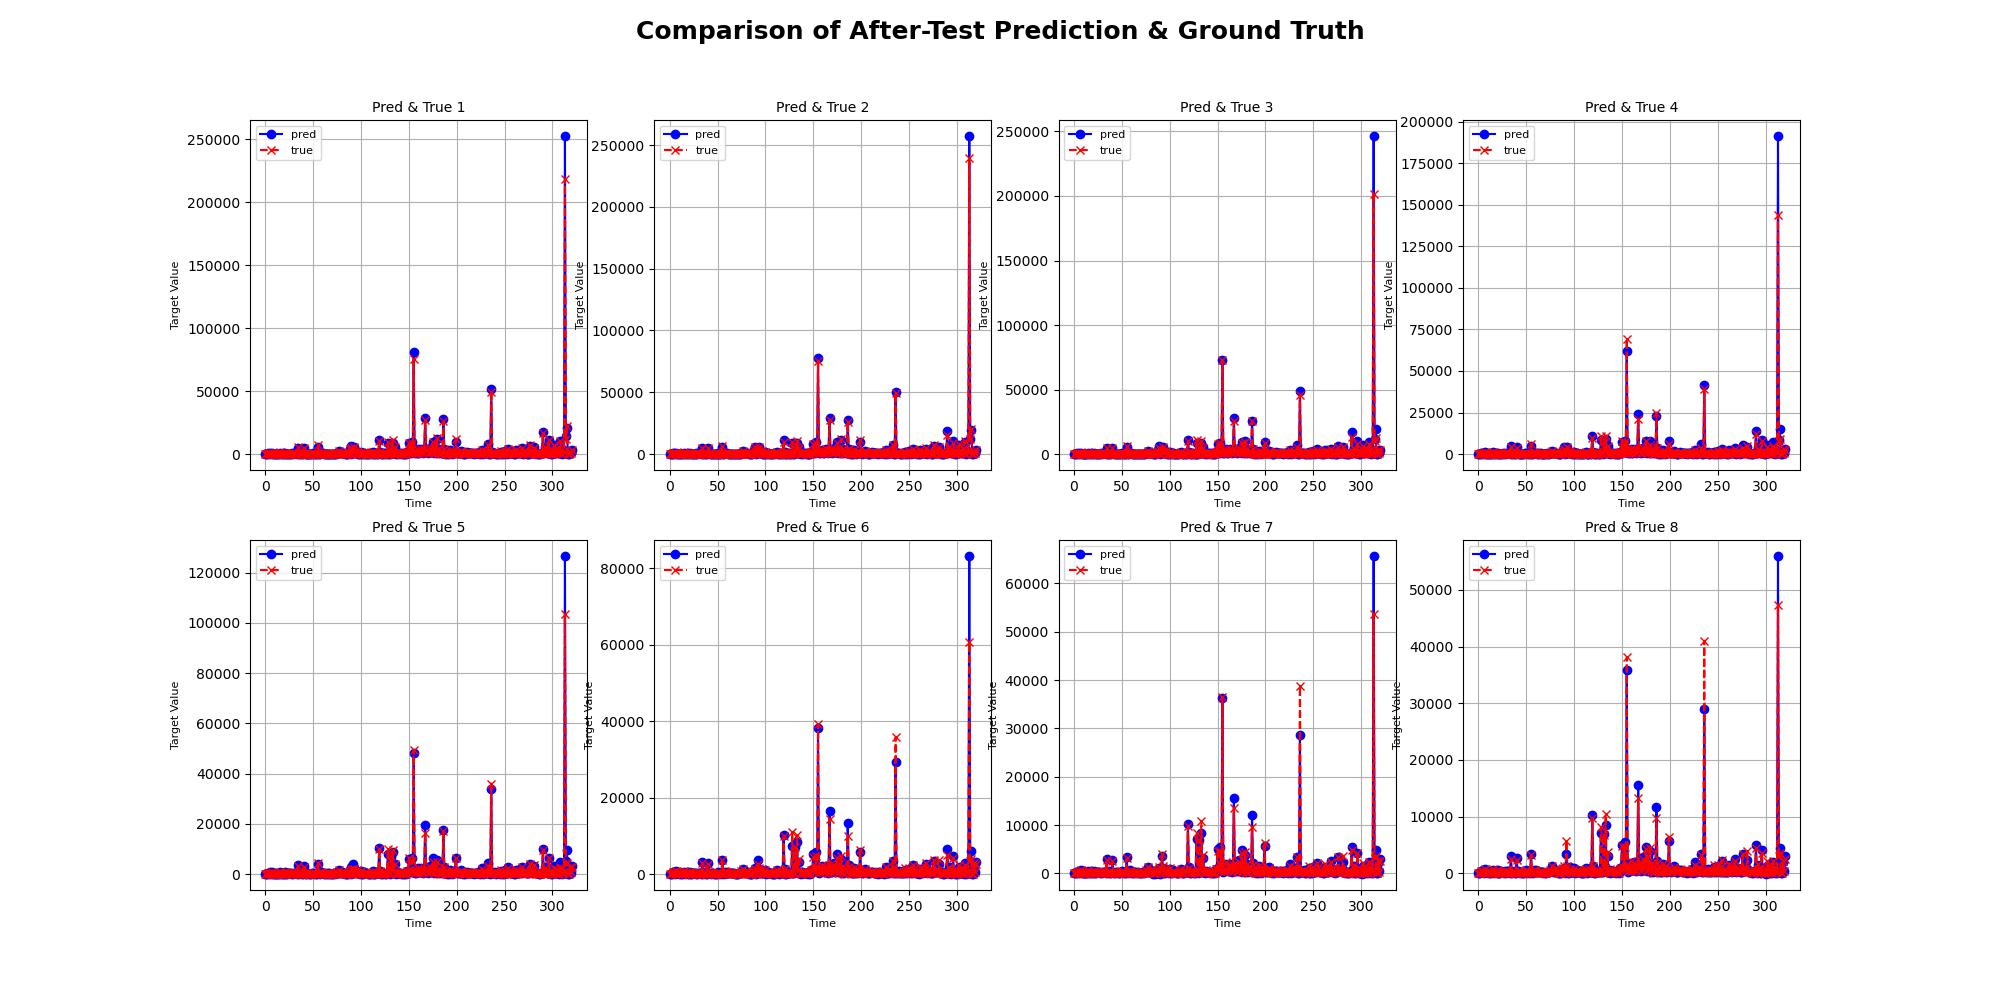 Comparison of After-Test Prediction & Ground Truth
Pred & True 1
pred
true
Target Value
250000
200000
150000
100000
50000
0
0 50 100 150 200 250 300
Time
Pred & True 2
pred
true
Target Value
250000
200000
150000
100000
50000
0
0 50 100 150 200 250 300
Time
Pred & True 3
pred
true
Target Value
250000
200000
150000
100000
50000
0
0 50 100 150 200 250 300
Time
Pred & True 4
pred
true
Target Value
200000
175000
150000
125000
100000
75000
50000
25000
0
0 50 100 150 200 250 300
Time
Pred & True 5
pred
true
Target Value
120000
100000
80000
60000
40000
20000
0
0 50 100 150 200 250 300
Time
Pred & True 6
pred
true
Target Value
80000
60000
40000
20000
0
0 50 100 150 200 250 300
Time
Pred & True 7
pred
true
Target Value
60000
50000
40000
30000
20000
10000
0
0 50 100 150 200 250 300
Time
Pred & True 8
pred
true
Target Value
50000
40000
30000
20000
10000
0
0 50 100 150 200 250 300
Time